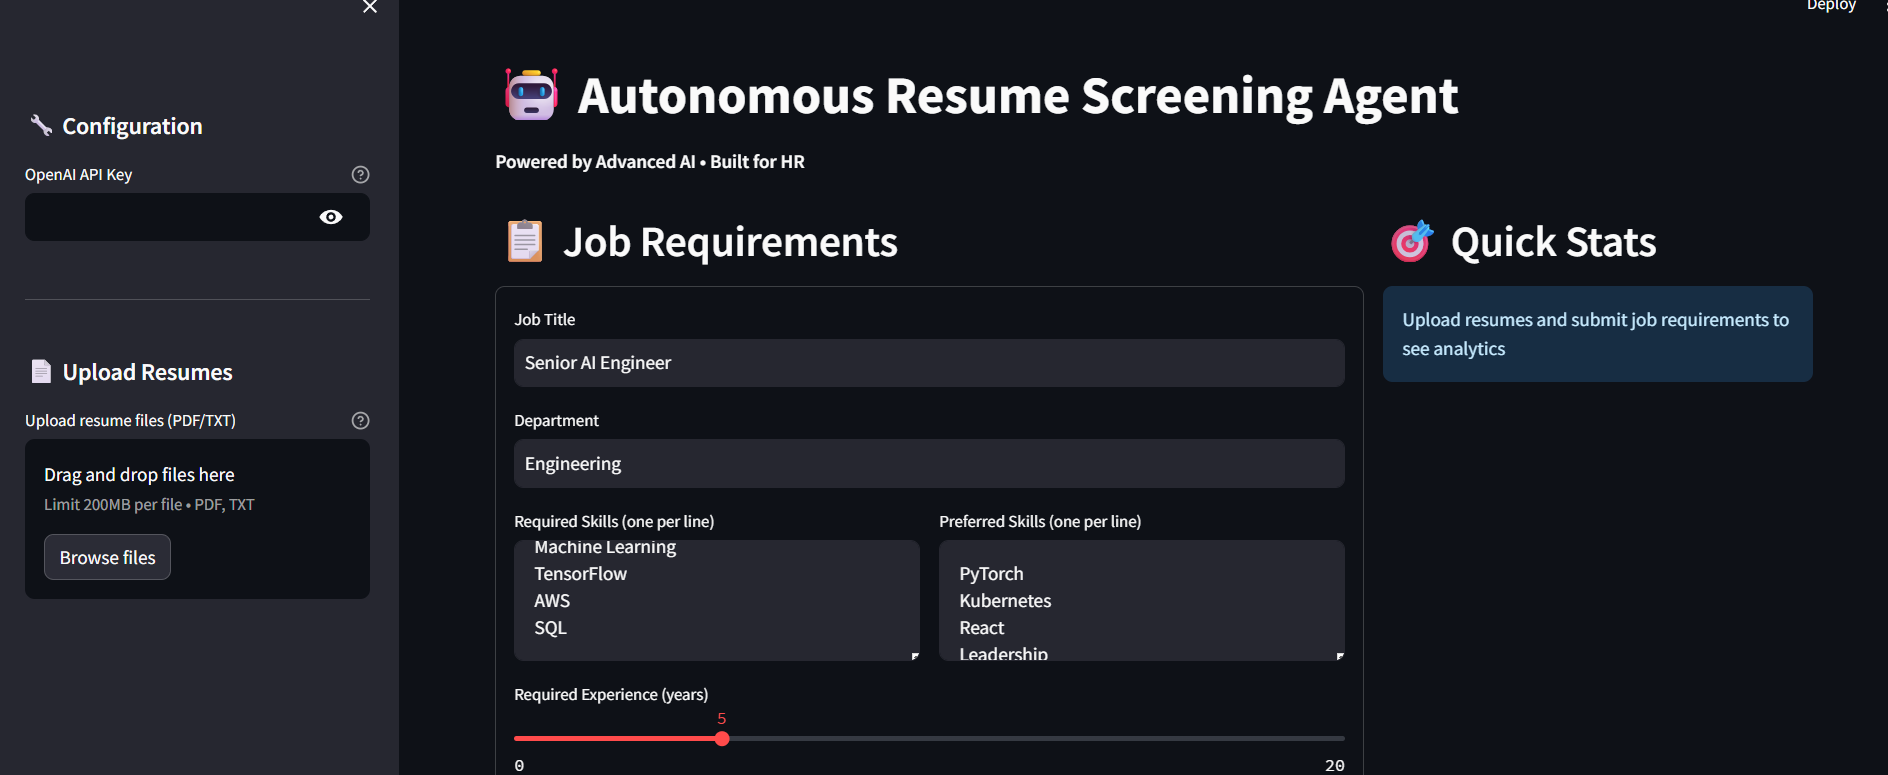 Deploy
Configuration
OpenAI API Key
Upload Resumes
Upload resume files (PDF/TXT)
Drag and drop files here
Limit 200MB per file • PDF, TXT
Browse files
Autonomous Resume Screening Agent
Powered by Advanced AI • Built for HR
Job Requirements
Job Title
Senior AI Engineer
Department
Engineering
Required Skills (one per line)
Machine Learning
TensorFlow
AWS
SQL
Preferred Skills (one per line)
PyTorch
Kubernetes
React
Leadership
Required Experience (years)
5
0
20
Quick Stats
Upload resumes and submit job requirements to
see analytics